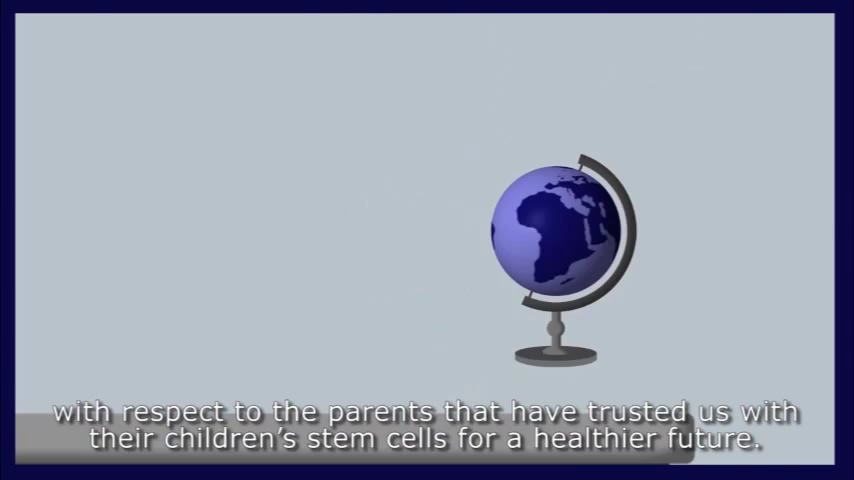 with respect to the parents that have trusted us with
their children's stem cells for a healthier future.